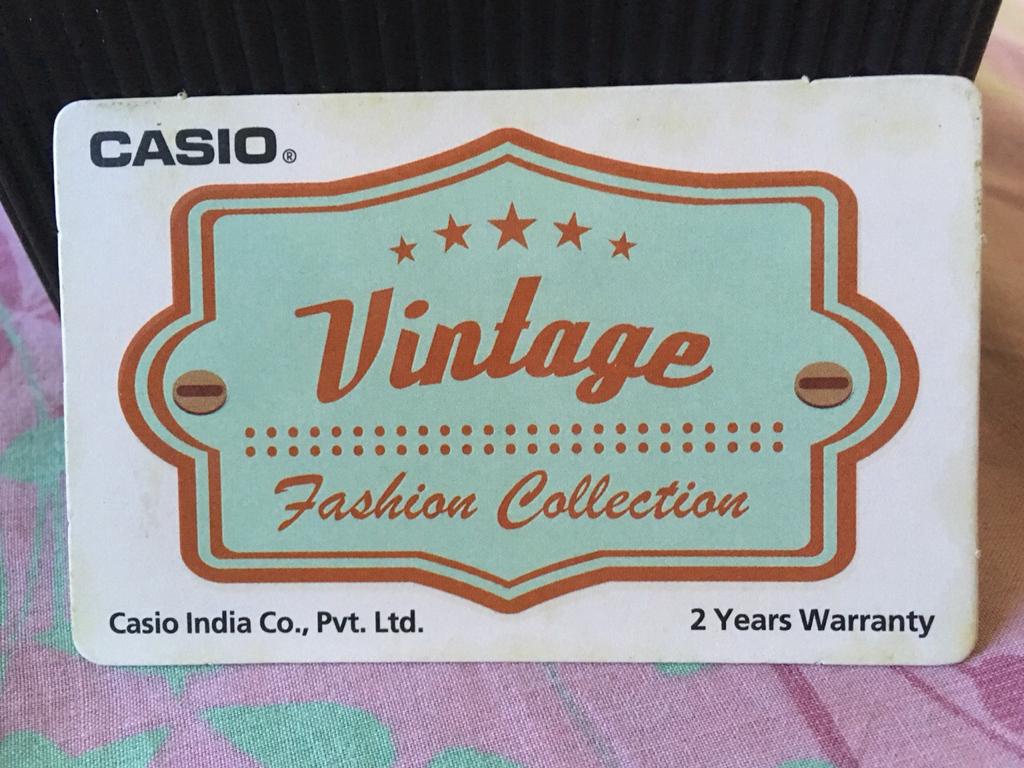 CASIO®
Vintage
Fashion Collection
Casio India Co., Pvt. Ltd.
2 Years Warranty